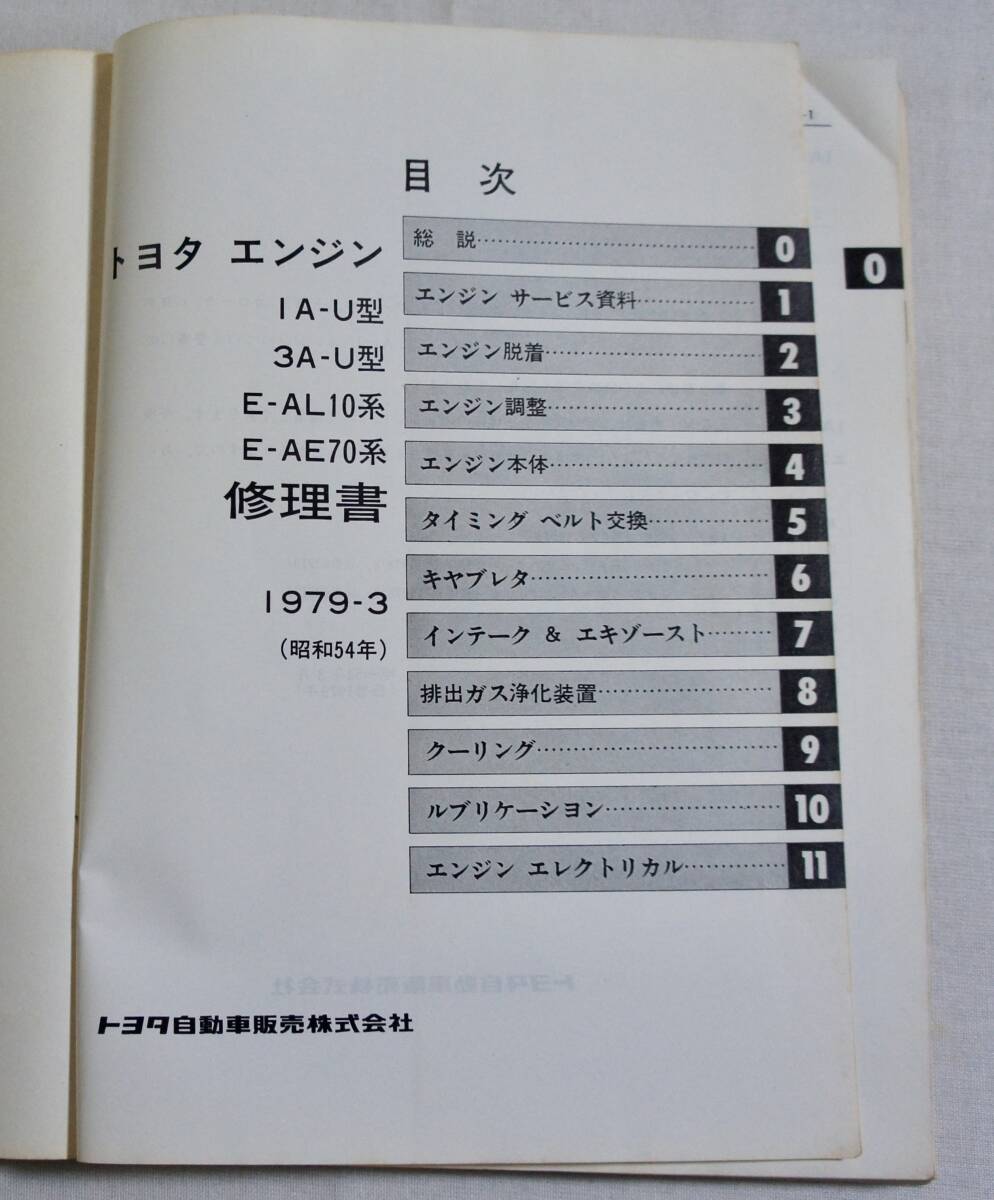 トヨタ エンジン
1A-U型
3A-U型
E-AL10系
E-AE70系
修理書
1979-3
(昭和54年)
目 次
総 説 0
エンジン サービス資料 1
エンジン脱着 2
エンジン調整 3
エンジン本体 4
タイミング ベルト交換 5
キヤブレタ 6
インテーク & エキゾースト 7
排出ガス浄化装置 8
クーリング 9
ルブリケーション 10
エンジン エレクトリカル 11
トヨタ自動車販売株式会社
-1
0